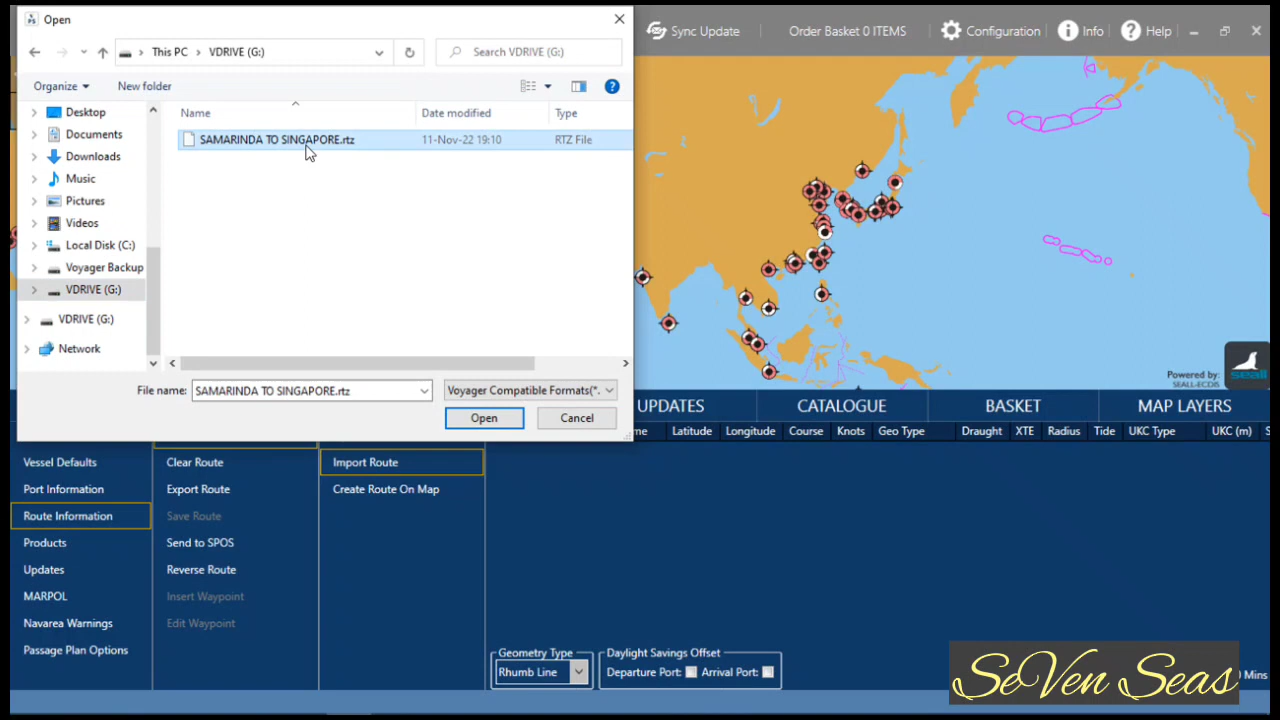 Open
Sync Update
Order Basket 0 ITEMS
Configuration
Info
Help
This PC
VDRIVE (G:)
Search VDRIVE (G:)
Organize
New folder
Name
Date modified
Type
Desktop
Documents
Downloads
Music
Pictures
Videos
Local Disk (C:)
Voyager Backup
VDRIVE (G:)
VDRIVE (G:)
Network
SAMARINDA TO SINGAPORE.rtz
11-Nov-22 19:10
RTZ File
File name:
SAMARINDA TO SINGAPORE.rtz
Voyager Compatible Formats(*.
Open
Cancel
Powered by:
SEALL-ECDIS
seall
UPDATES
CATALOGUE
BASKET
MAP LAYERS
me
Latitude
Longitude
Course
Knots
Geo Type
Draught
XTE
Radius
Tide
UKC Type
UKC (m)
S
Vessel Defaults
Port Information
Route Information
Products
Updates
MARPOL
Navarea Warnings
Passage Plan Options
Clear Route
Export Route
Save Route
Send to SPOS
Reverse Route
Insert Waypoint
Edit Waypoint
Import Route
Create Route On Map
Geometry Type
Rhumb Line
Daylight Savings Offset
Departure Port:
Arrival Port:
0 Mins
SeVen Seas